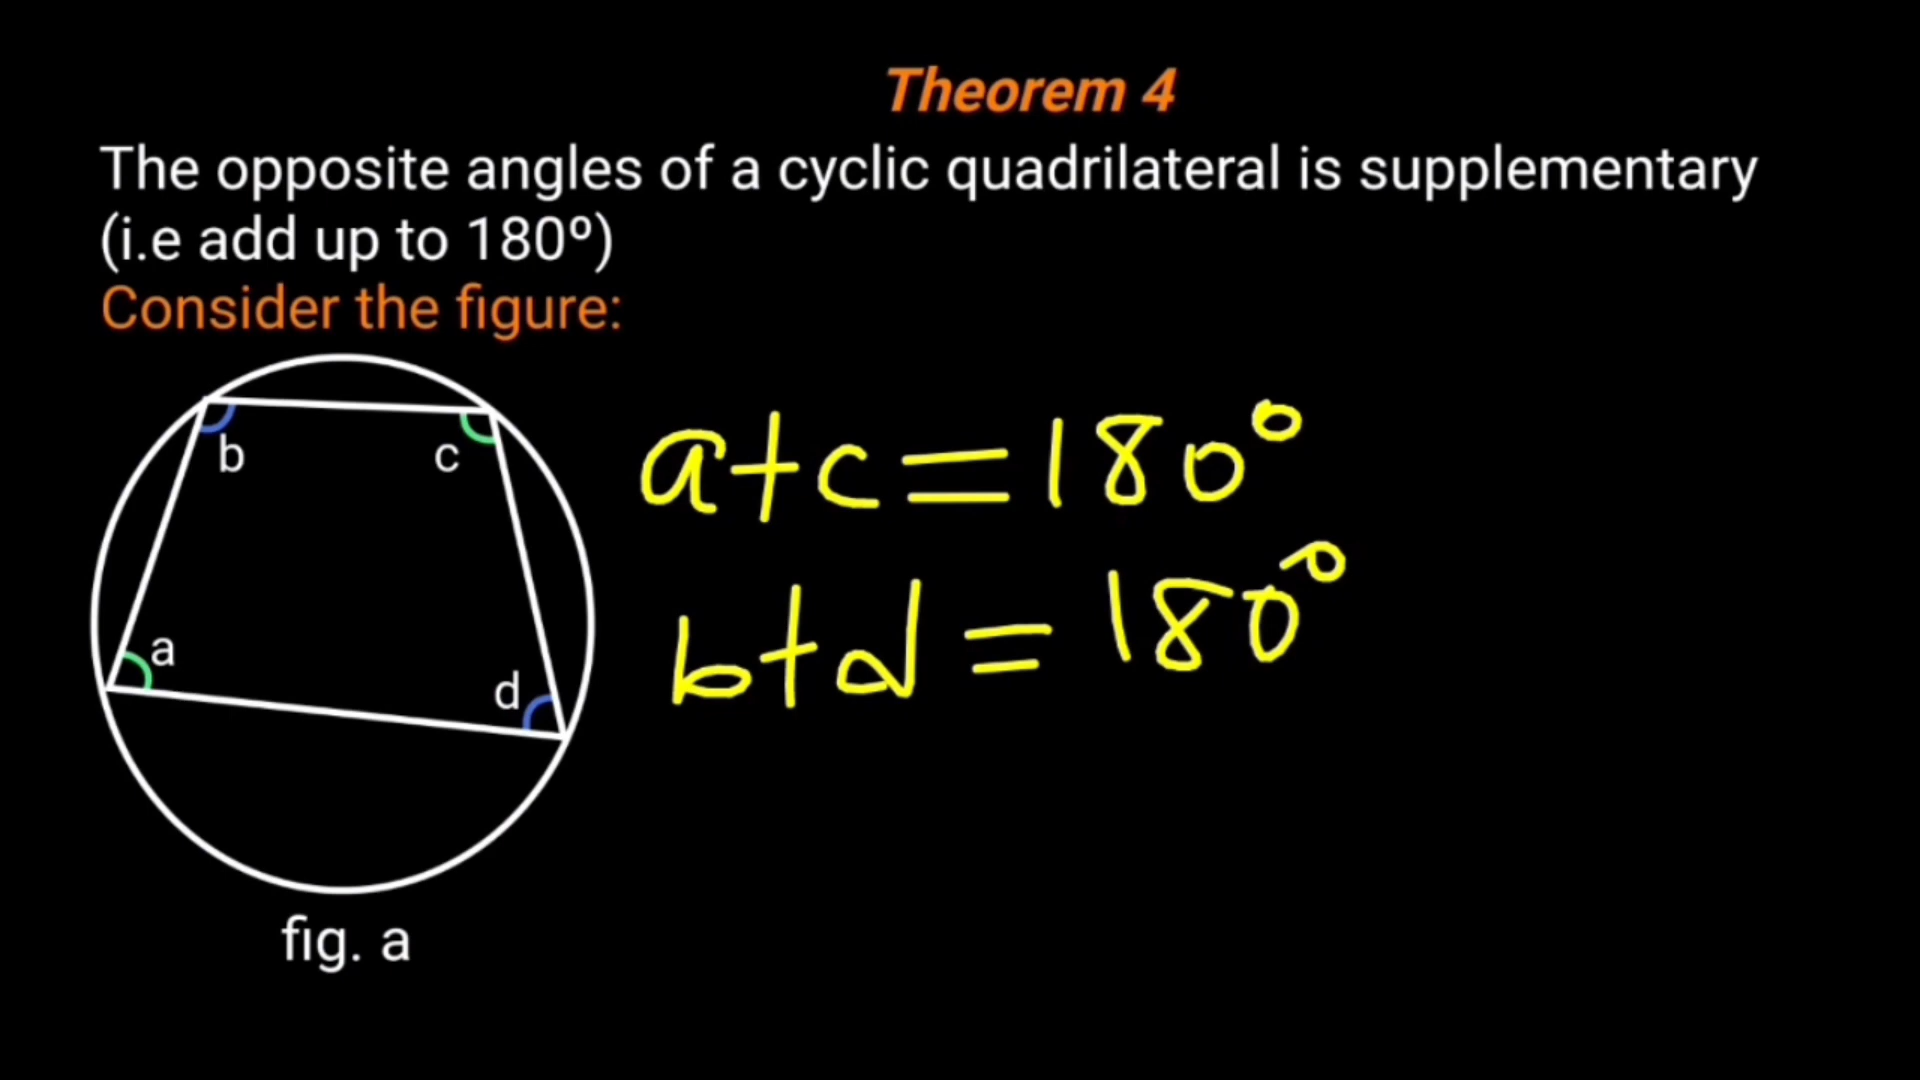 Theorem 4
The opposite angles of a cyclic quadrilateral is supplementary
(i.e add up to 180º)
Consider the figure:
b c
a+c=180°
a
d
b+d=180°
fig. a